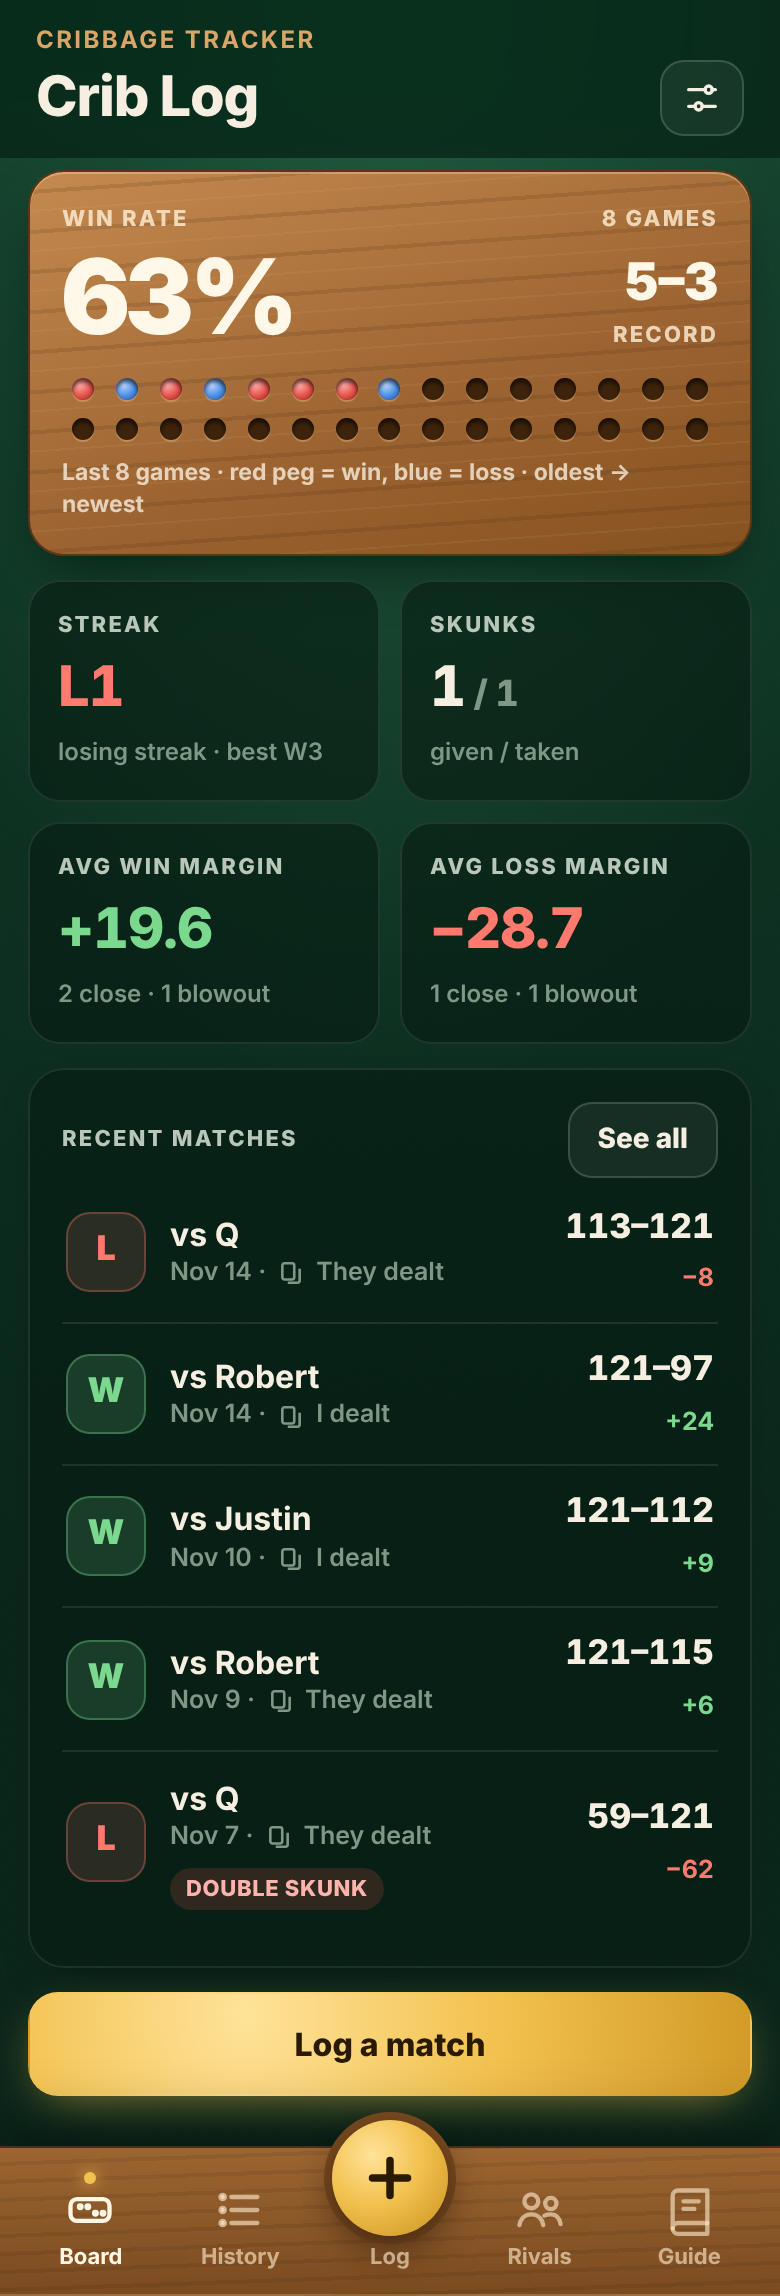 CRIBBAGE TRACKER
Crib Log
WIN RATE
8 GAMES
63%
5–3
RECORD
Last 8 games · red peg = win, blue = loss · oldest →
newest
STREAK
L1
losing streak · best W3
SKUNKS
1 / 1
given / taken
AVG WIN MARGIN
+19.6
2 close · 1 blowout
AVG LOSS MARGIN
−28.7
1 close · 1 blowout
RECENT MATCHES
See all
L
vs Q
Nov 14 · They dealt
113–121
−8
W
vs Robert
Nov 14 · I dealt
121–97
+24
W
vs Justin
Nov 10 · I dealt
121–112
+9
W
vs Robert
Nov 9 · They dealt
121–115
+6
L
vs Q
Nov 7 · They dealt
DOUBLE SKUNK
59–121
−62
Log a match
Board
History
Log
Rivals
Guide